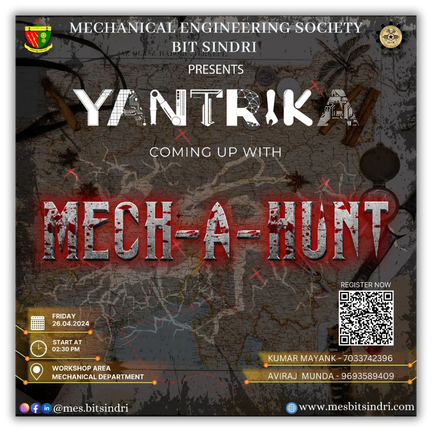 MECHANICAL ENGINEERING SOCIETY
BIT SINDRI
PRESENTS
YANTRIKA
COMING UP WITH
MECH-A-HUNT
REGISTER NOW
FRIDAY
26.04.2024
START AT
02:30 PM
WORKSHOP AREA
MECHANICAL DEPARTMENT
KUMAR MAYANK - 7033742396
AVIRAJ MUNDA - 9693589409
@mes.bitsindri
www.mesbitsindri.com